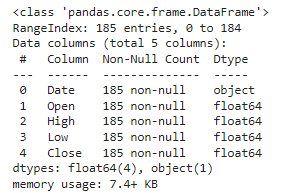 <class 'pandas.core.frame.DataFrame'>
RangeIndex: 185 entries, 0 to 184
Data columns (total 5 columns):
 #   Column  Non-Null Count  Dtype
---  ------  --------------  -----
 0   Date    185 non-null    object
 1   Open    185 non-null    float64
 2   High    185 non-null    float64
 3   Low     185 non-null    float64
 4   Close   185 non-null    float64
dtypes: float64(4), object(1)
memory usage: 7.4+ KB